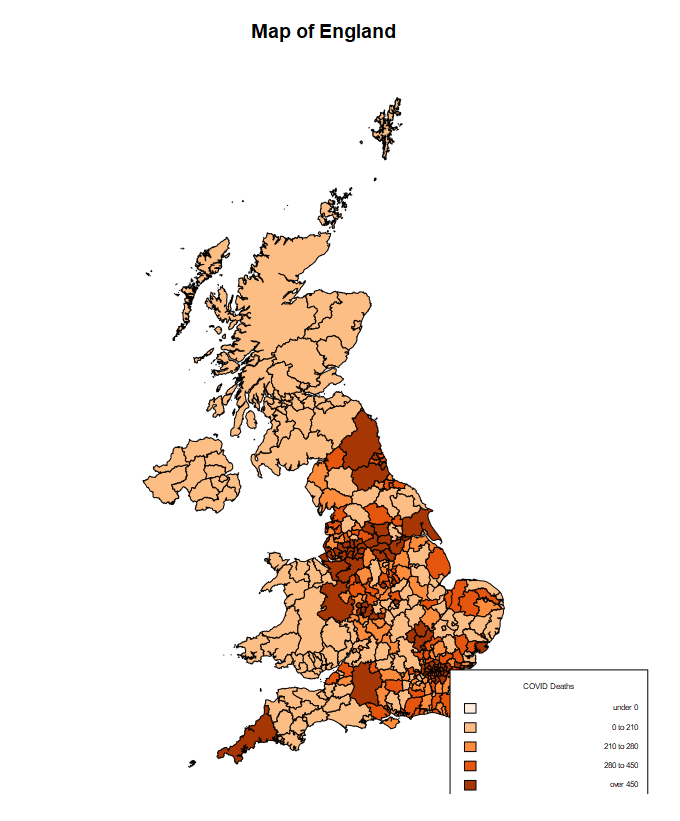 Map of England
COVID Deaths
under 0
0 to 210
210 to 280
280 to 450
over 450